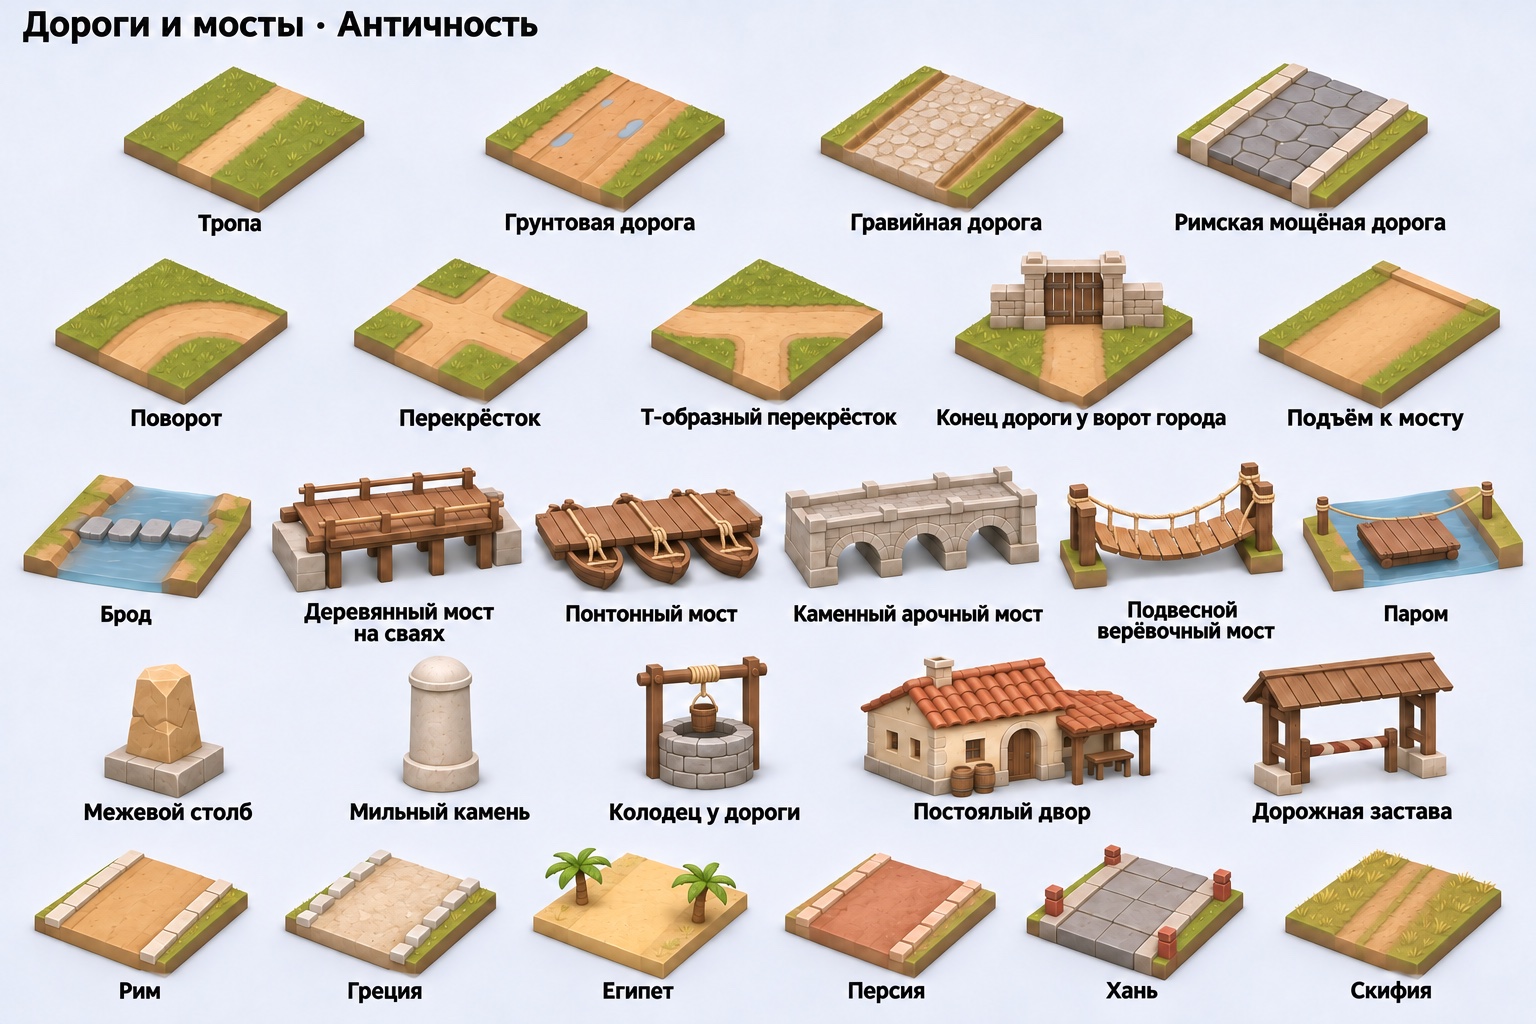 Дороги и мосты · Античность
Тропа
Грунтовая дорога
Гравийная дорога
Римская мощёная дорога
Поворот
Перекрёсток
Т-образный перекрёсток
Конец дороги у ворот города
Подъём к мосту
Брод
Деревянный мост
на сваях
Понтонный мост
Каменный арочный мост
Подвесной
верёвочный мост
Паром
Межевой столб
Мильный камень
Колодец у дороги
Постоялый двор
Дорожная застава
Рим
Греция
Египет
Персия
Хань
Скифия